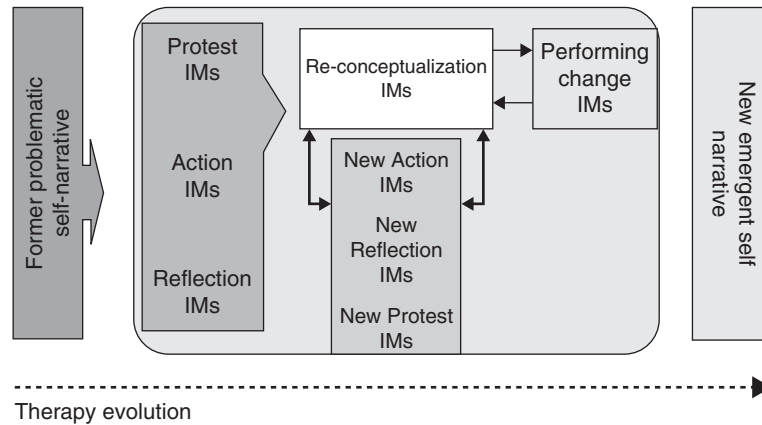 Former problematic
self-narrative
Protest
IMs
Action
IMs
Reflection
IMs
Re-conceptualization
IMs
Performing
change
IMs
New Action
IMs
New
Reflection
IMs
New Protest
IMs
New emergent self
narrative
Therapy evolution